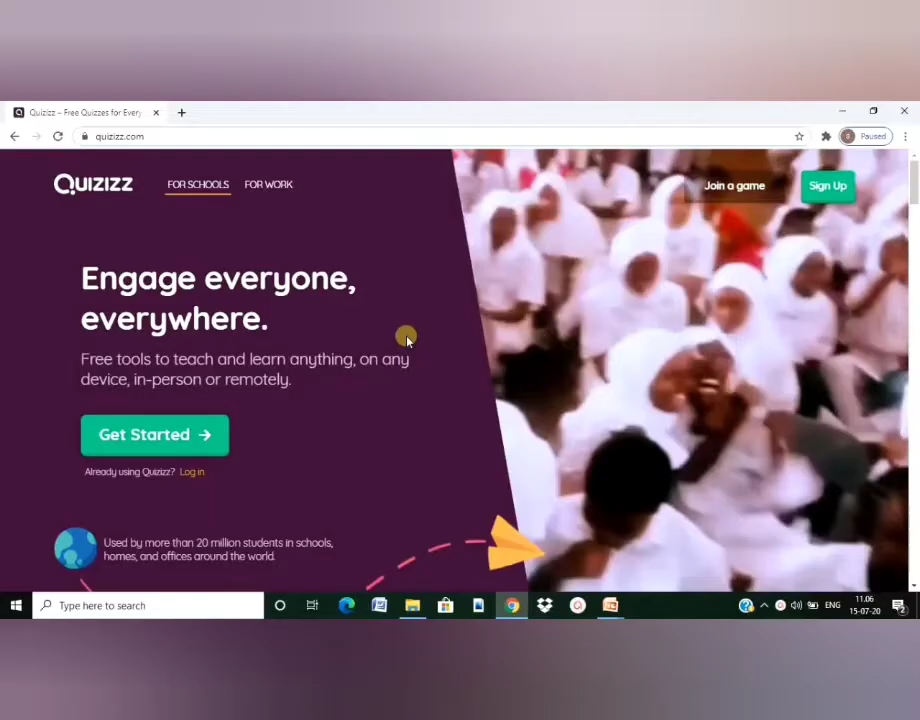 Quizizz – Free Quizzes for Every
quizizz.com
Paused
QUIZIZZ
FOR SCHOOLS
FOR WORK
Join a game
Sign Up
Engage everyone,
everywhere.
Free tools to teach and learn anything, on any
device, in-person or remotely.
Get Started →
Already using Quizizz? Log in
Used by more than 20 million students in schools,
homes, and offices around the world.
Type here to search
ENG
11.06
15-07-20
2